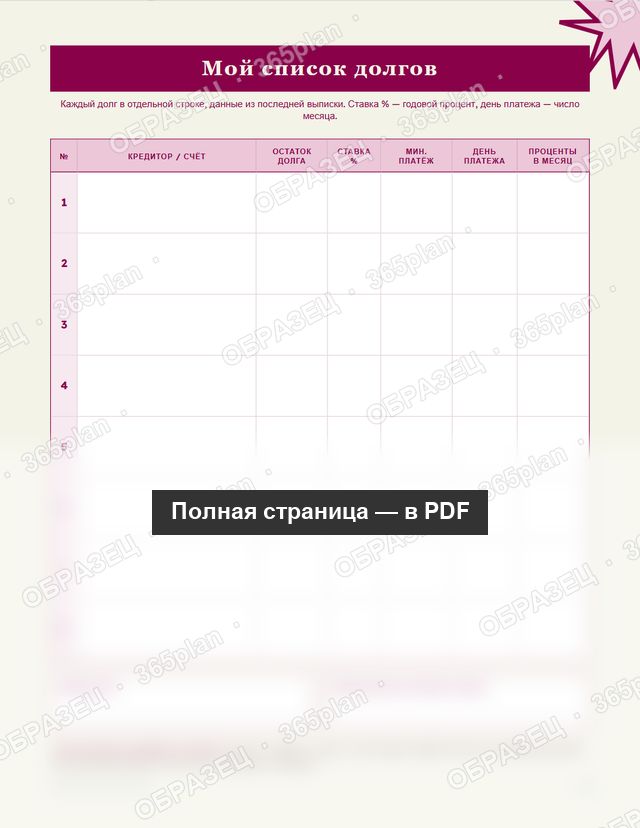 Мой список долгов
Каждый долг в отдельной строке, данные из последней выписки. Ставка % — годовой процент, день платежа — число
месяца.
№ КРЕДИТОР / СЧЁТ ОСТАТОК ДОЛГА СТАВКА % МИН. ПЛАТЁЖ ДЕНЬ ПЛАТЕЖА ПРОЦЕНТЫ В МЕСЯЦ
1
2
3
4
5
Полная страница — в PDF
ОБРАЗЕЦ · 365plan ·